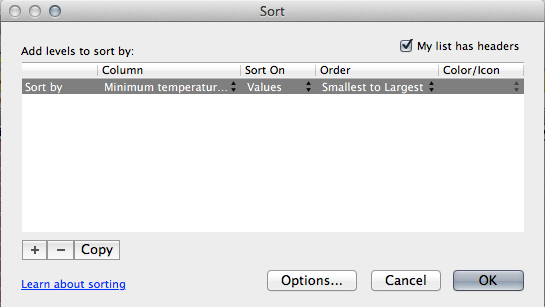 Sort
Add levels to sort by:
My list has headers
Column Sort On Order Color/Icon
Sort by Minimum temperatur... Values Smallest to Largest
+ − Copy
Learn about sorting
Options... Cancel OK